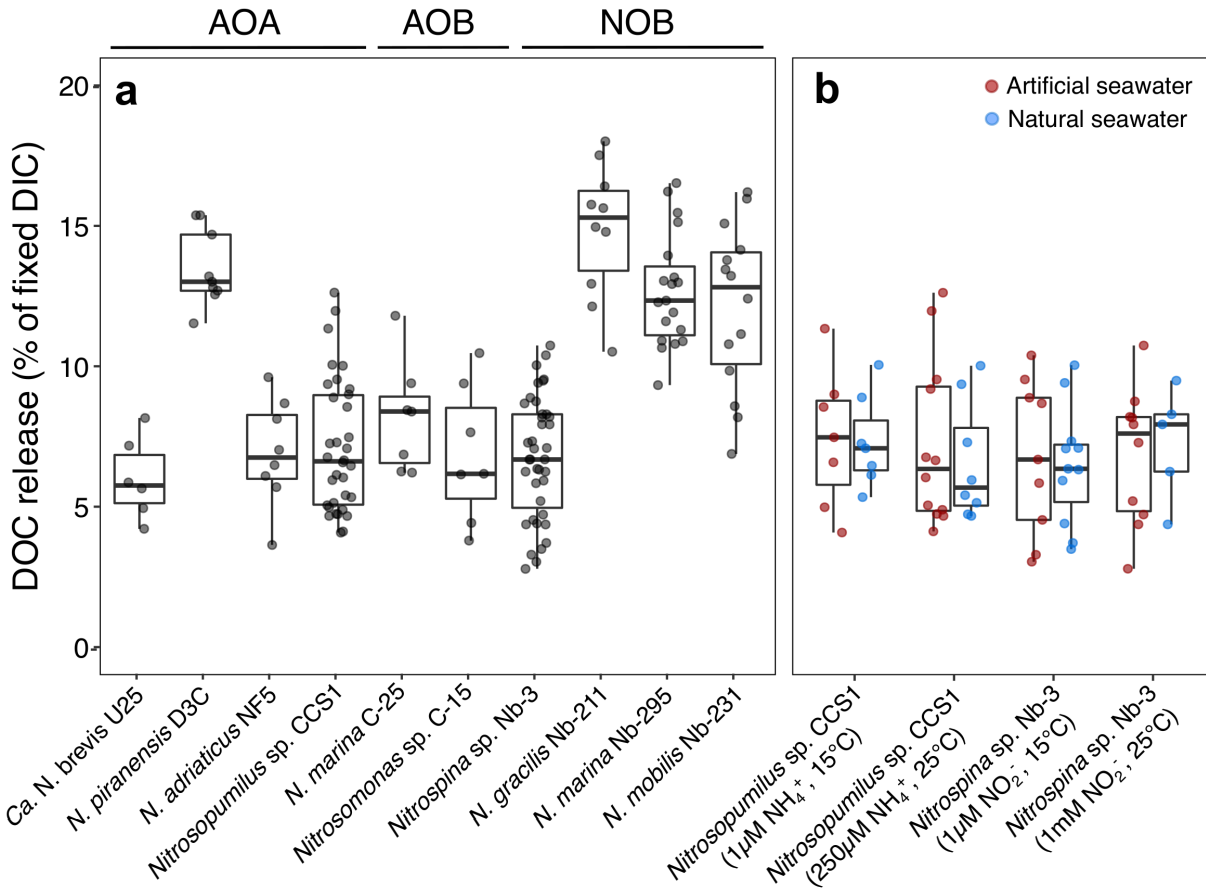 AOA AOB NOB
DOC release (% of fixed DIC)
20
15
10
5
0
a
b
Artificial seawater
Natural seawater
Ca. N. brevis U25
N. piranensis D3C
N. adriaticus NF5
Nitrosopumilus sp. CCS1
N. marina C-25
Nitrosomonas sp. C-15
Nitrospina sp. Nb-3
N. gracilis Nb-211
N. marina Nb-295
N. mobilis Nb-231
Nitrosopumilus sp. CCS1
(1µM NH₄⁺, 15°C)
Nitrosopumilus sp. CCS1
(250µM NH₄⁺, 25°C)
Nitrospina sp. Nb-3
(1µM NO₂⁻, 15°C)
Nitrospina sp. Nb-3
(1mM NO₂⁻, 25°C)